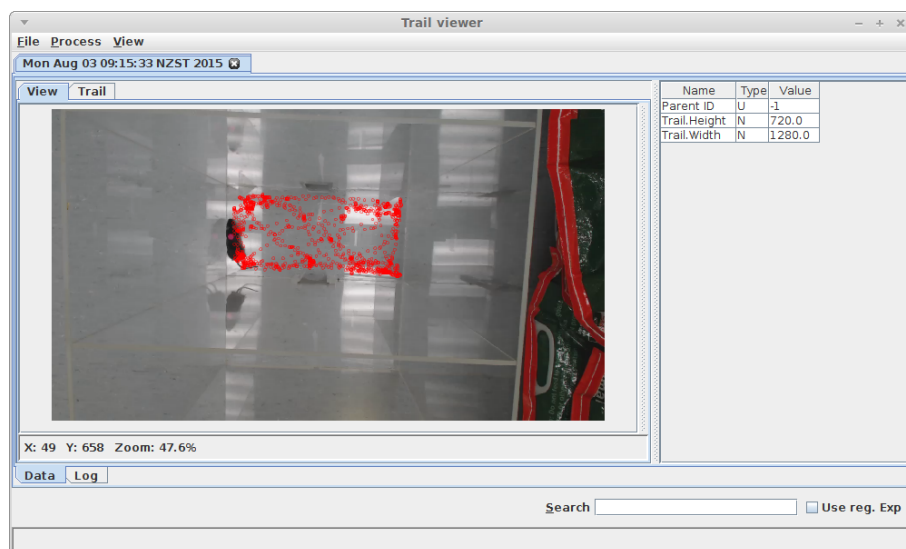 Trail viewer
File Process View
Mon Aug 03 09:15:33 NZST 2015
View Trail
Name Type Value
Parent ID U -1
Trail.Height N 720.0
Trail.Width N 1280.0
X: 49 Y: 658 Zoom: 47.6%
Data Log
Search Use reg. Exp